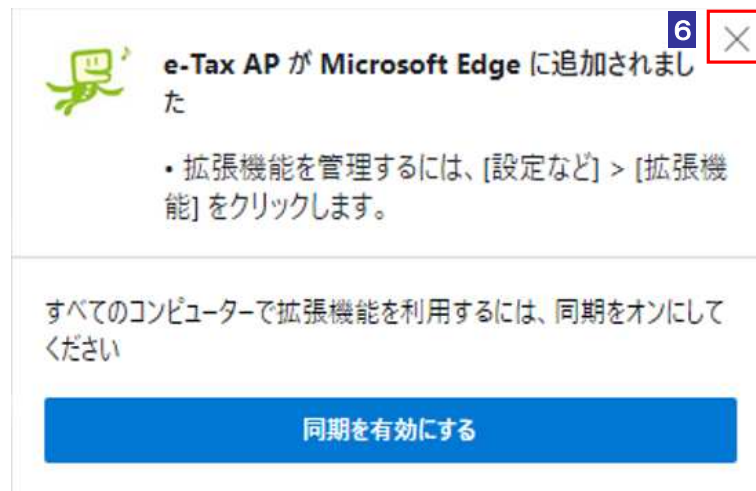 6
e-Tax AP が Microsoft Edge に追加されまし
た
• 拡張機能を管理するには、[設定など] > [拡張機
能] をクリックします。
すべてのコンピューターで拡張機能を利用するには、同期をオンにして
ください
同期を有効にする